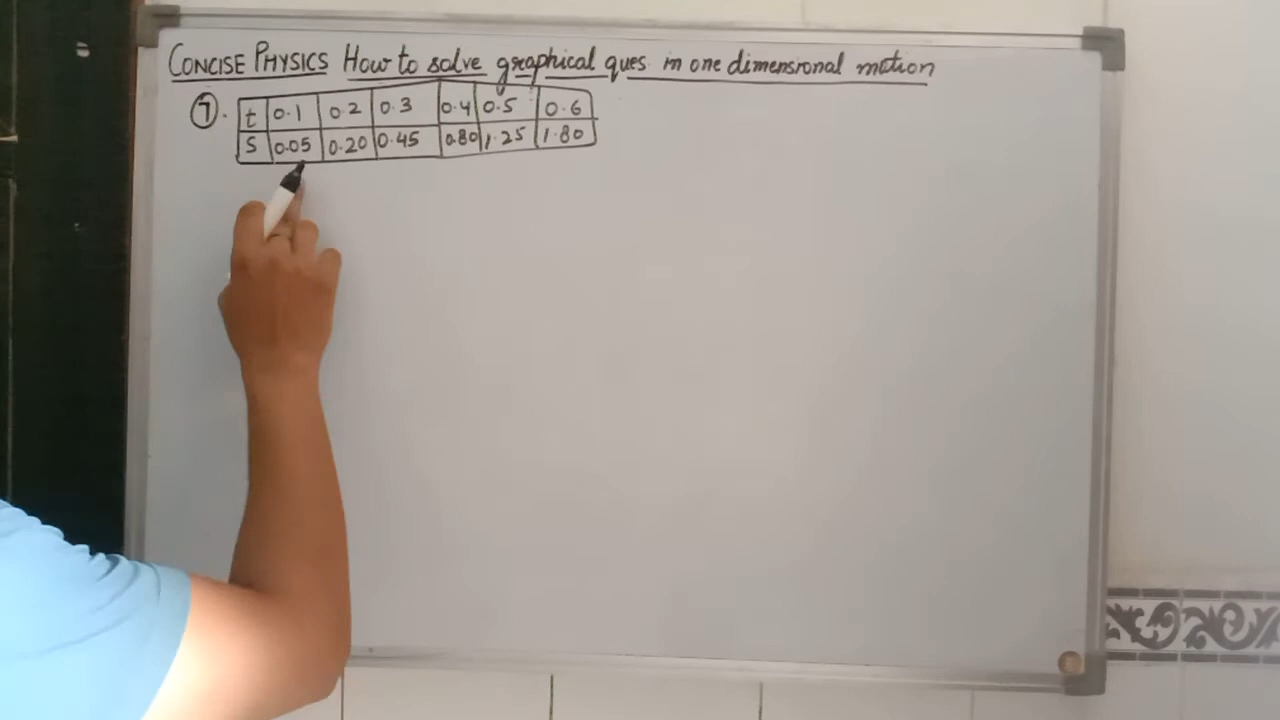 CONCISE PHYSICS How to solve graphical ques. in one dimensional motion
7. t 0.1 0.2 0.3 0.4 0.5 0.6
S 0.05 0.20 0.45 0.80 1.25 1.80